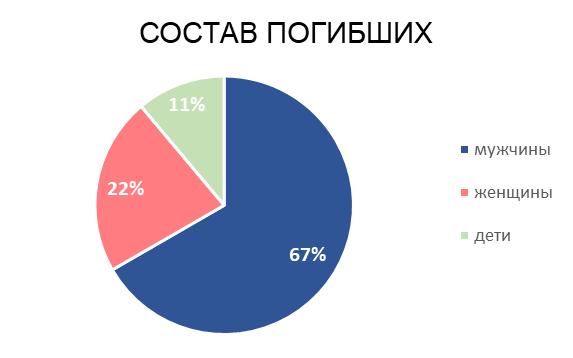 СОСТАВ ПОГИБШИХ
11%
22%
67%
мужчины
женщины
дети